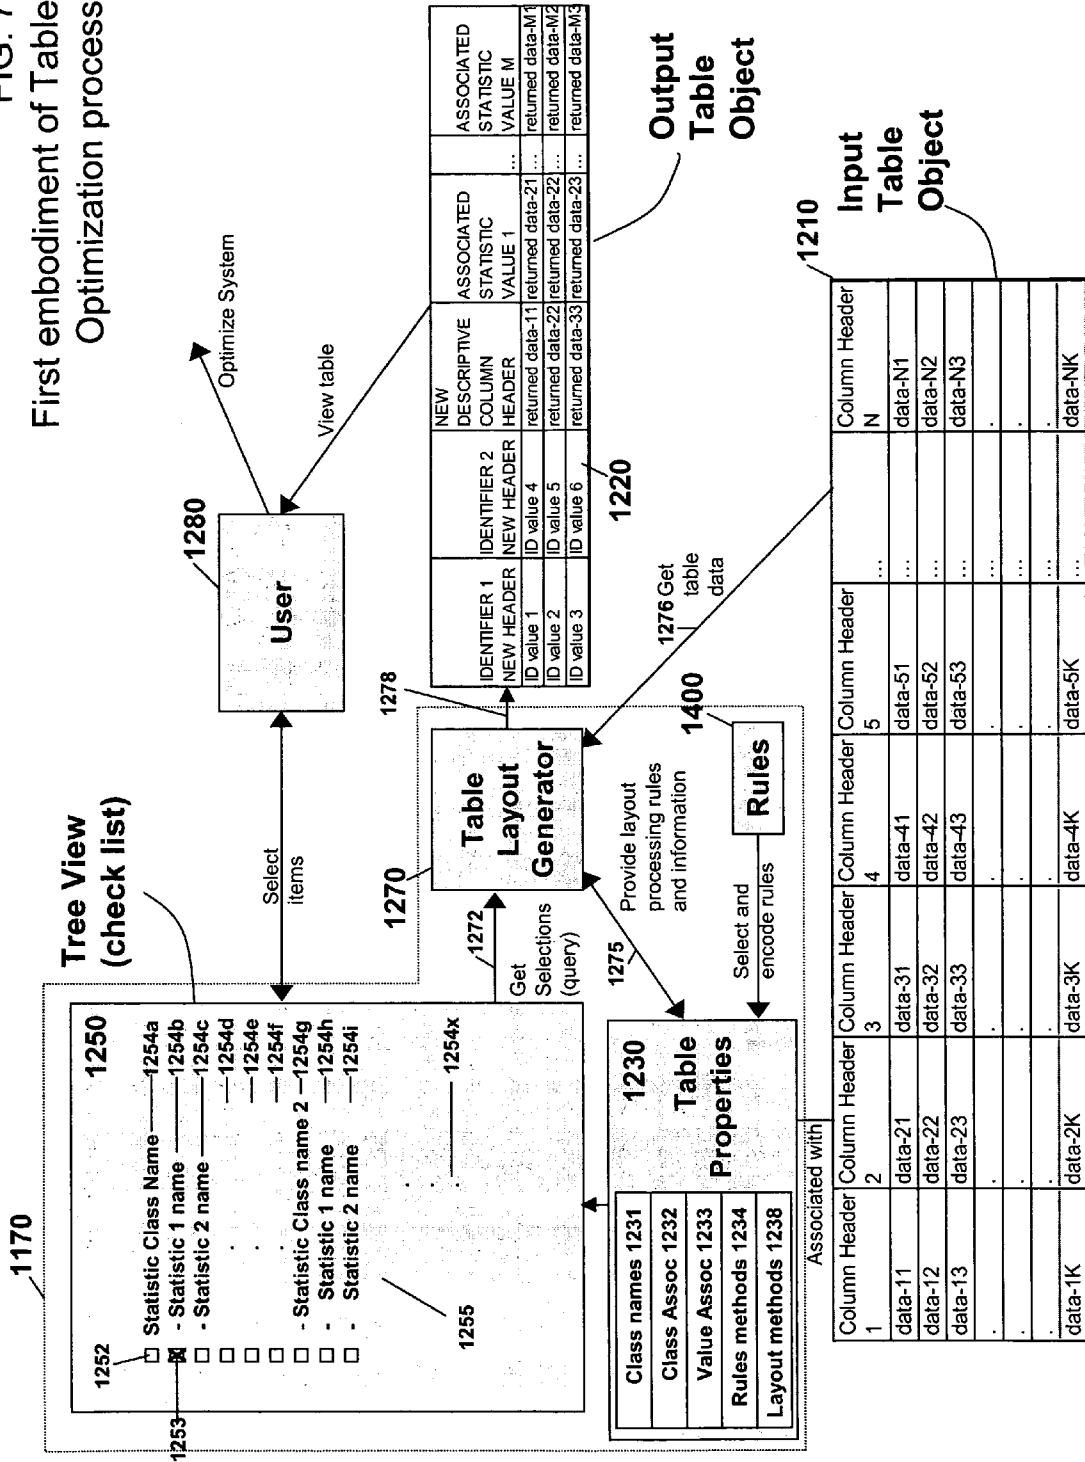 FIG. 7
First embodiment of Table
Optimization process
1170
Tree View
(check list)
1250
1252
1253
Statistic Class Name
1254a
- Statistic 1 name
1254b
- Statistic 2 name
1254c
1254d
.
1254e
.
1254f
- Statistic Class name 2
1254g
- Statistic 1 name
1254h
- Statistic 2 name
1254i
.
.
.
1254x
1255
Select
items
1280
User
Optimize System
View table
1272
Get
Selections
(query)
1270
Table
Layout
Generator
1278
1275
Provide layout
processing rules
and information
1276 Get
table
data
1400
Rules
Select and
encode rules
1230
Table
Properties
Class names 1231
Class Assoc 1232
Value Assoc 1233
Rules methods 1234
Layout methods 1238
Associated with
IDENTIFIER 1
NEW HEADER
IDENTIFIER 2
NEW HEADER
NEW
DESCRIPTIVE
COLUMN
HEADER
ASSOCIATED
STATISTIC
VALUE 1
...
ASSOCIATED
STATISTIC
VALUE M
ID value 1 ID value 4 returned data-11 returned data-21 ... returned data-M1
ID value 2 ID value 5 returned data-22 returned data-22 ... returned data-M2
ID value 3 ID value 6 returned data-33 returned data-23 ... returned data-M3
1220
Output
Table
Object
1210
Input
Table
Object
Column Header
1
Column Header
2
Column Header
3
Column Header
4
Column Header
5
...
Column Header
N
data-11 data-21 data-31 data-41 data-51 ... data-N1
data-12 data-22 data-32 data-42 data-52 ... data-N2
data-13 data-23 data-33 data-43 data-53 ... data-N3
. . . . . ... .
. . . . . ... .
. . . . . ... .
data-1K data-2K data-3K data-4K data-5K ... data-NK